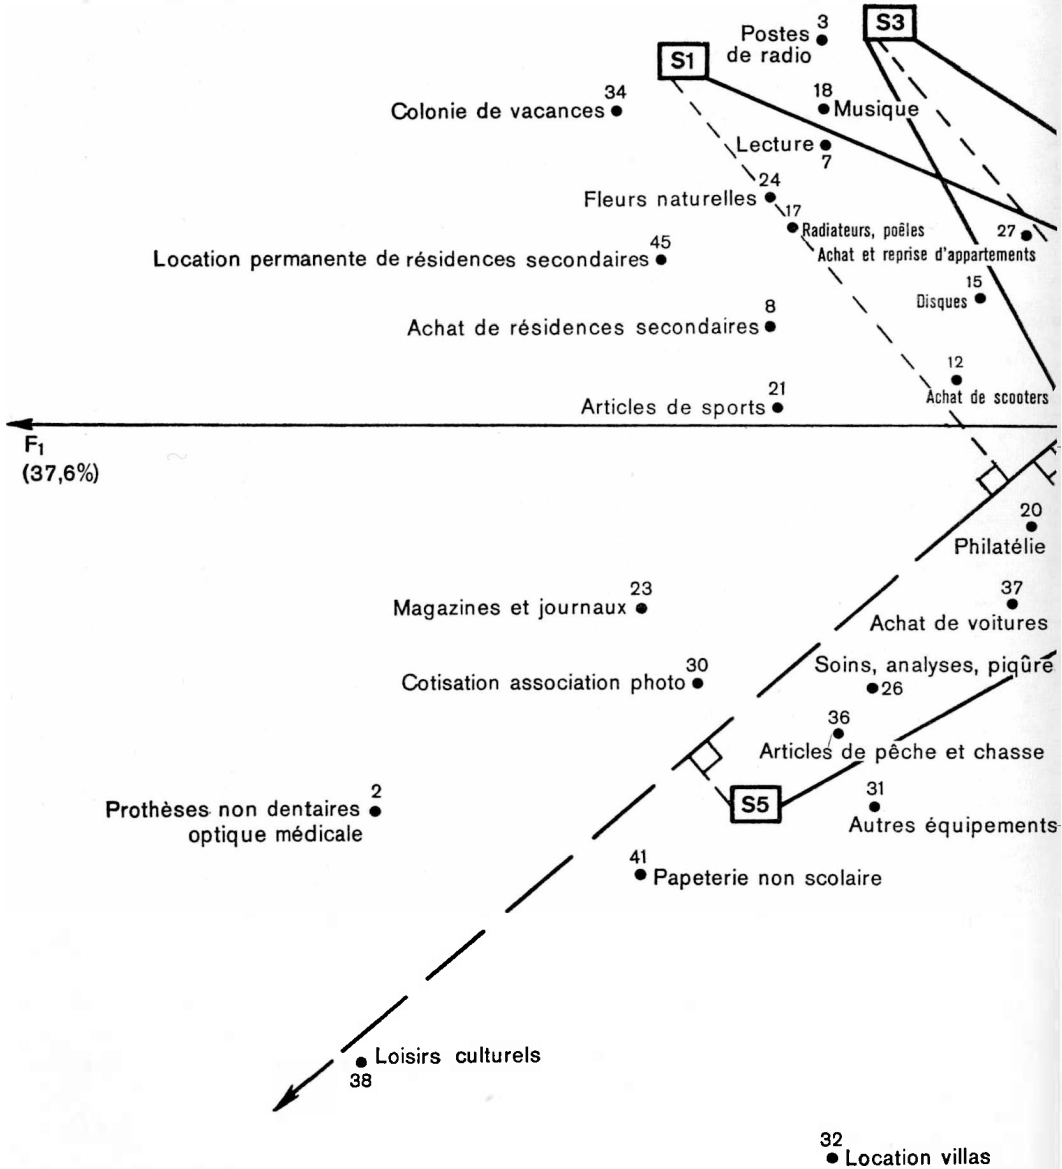 3
Postes
de radio
S3
S1
34
Colonie de vacances
18
Musique
Lecture
7
24
Fleurs naturelles
17
Radiateurs, poêles
27
Achat et reprise d'appartements
45
Location permanente de résidences secondaires
15
Disques
8
Achat de résidences secondaires
12
Achat de scooters
21
Articles de sports
F1
(37,6%)
20
Philatélie
37
Achat de voitures
23
Magazines et journaux
Soins, analyses, piqûre
26
30
Cotisation association photo
36
Articles de pêche et chasse
2
Prothèses non dentaires
optique médicale
S5
31
Autres équipements
41
Papeterie non scolaire
Loisirs culturels
38
32
Location villas